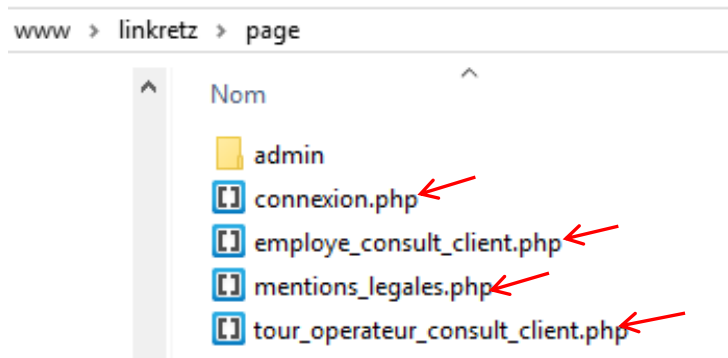 www > linkretz > page
Nom
admin
connexion.php
employe_consult_client.php
mentions_legales.php
tour_operateur_consult_client.php